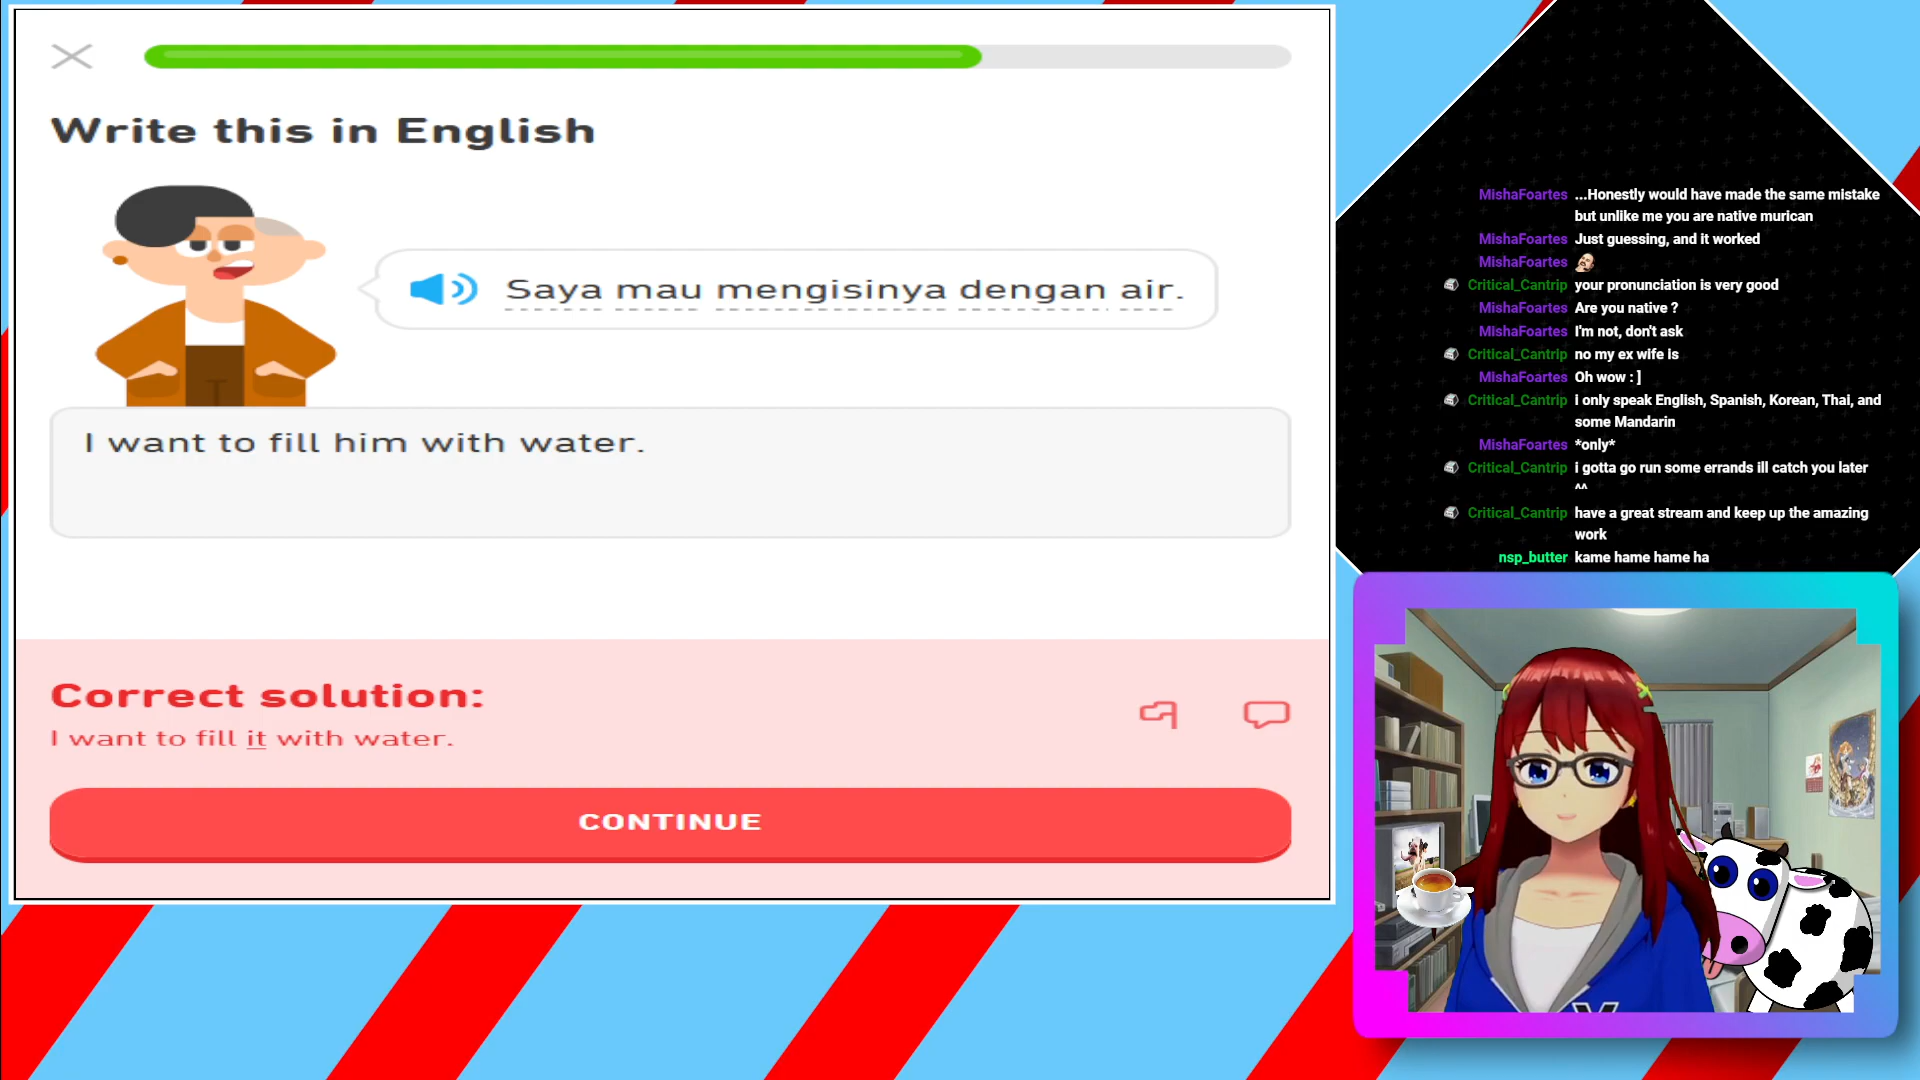 Write this in English
Saya mau mengisinya dengan air.
I want to fill him with water.
Correct solution:
I want to fill it with water.
CONTINUE
MishaFoartes ...Honestly would have made the same mistake
but unlike me you are native murican
MishaFoartes Just guessing, and it worked
MishaFoartes
Critical_Cantrip your pronunciation is very good
MishaFoartes Are you native ?
MishaFoartes I'm not, don't ask
Critical_Cantrip no my ex wife is
MishaFoartes Oh wow : ]
Critical_Cantrip i only speak English, Spanish, Korean, Thai, and
some Mandarin
MishaFoartes *only*
Critical_Cantrip i gotta go run some errands ill catch you later
^^
Critical_Cantrip have a great stream and keep up the amazing
work
nsp_butter kame hame hame ha